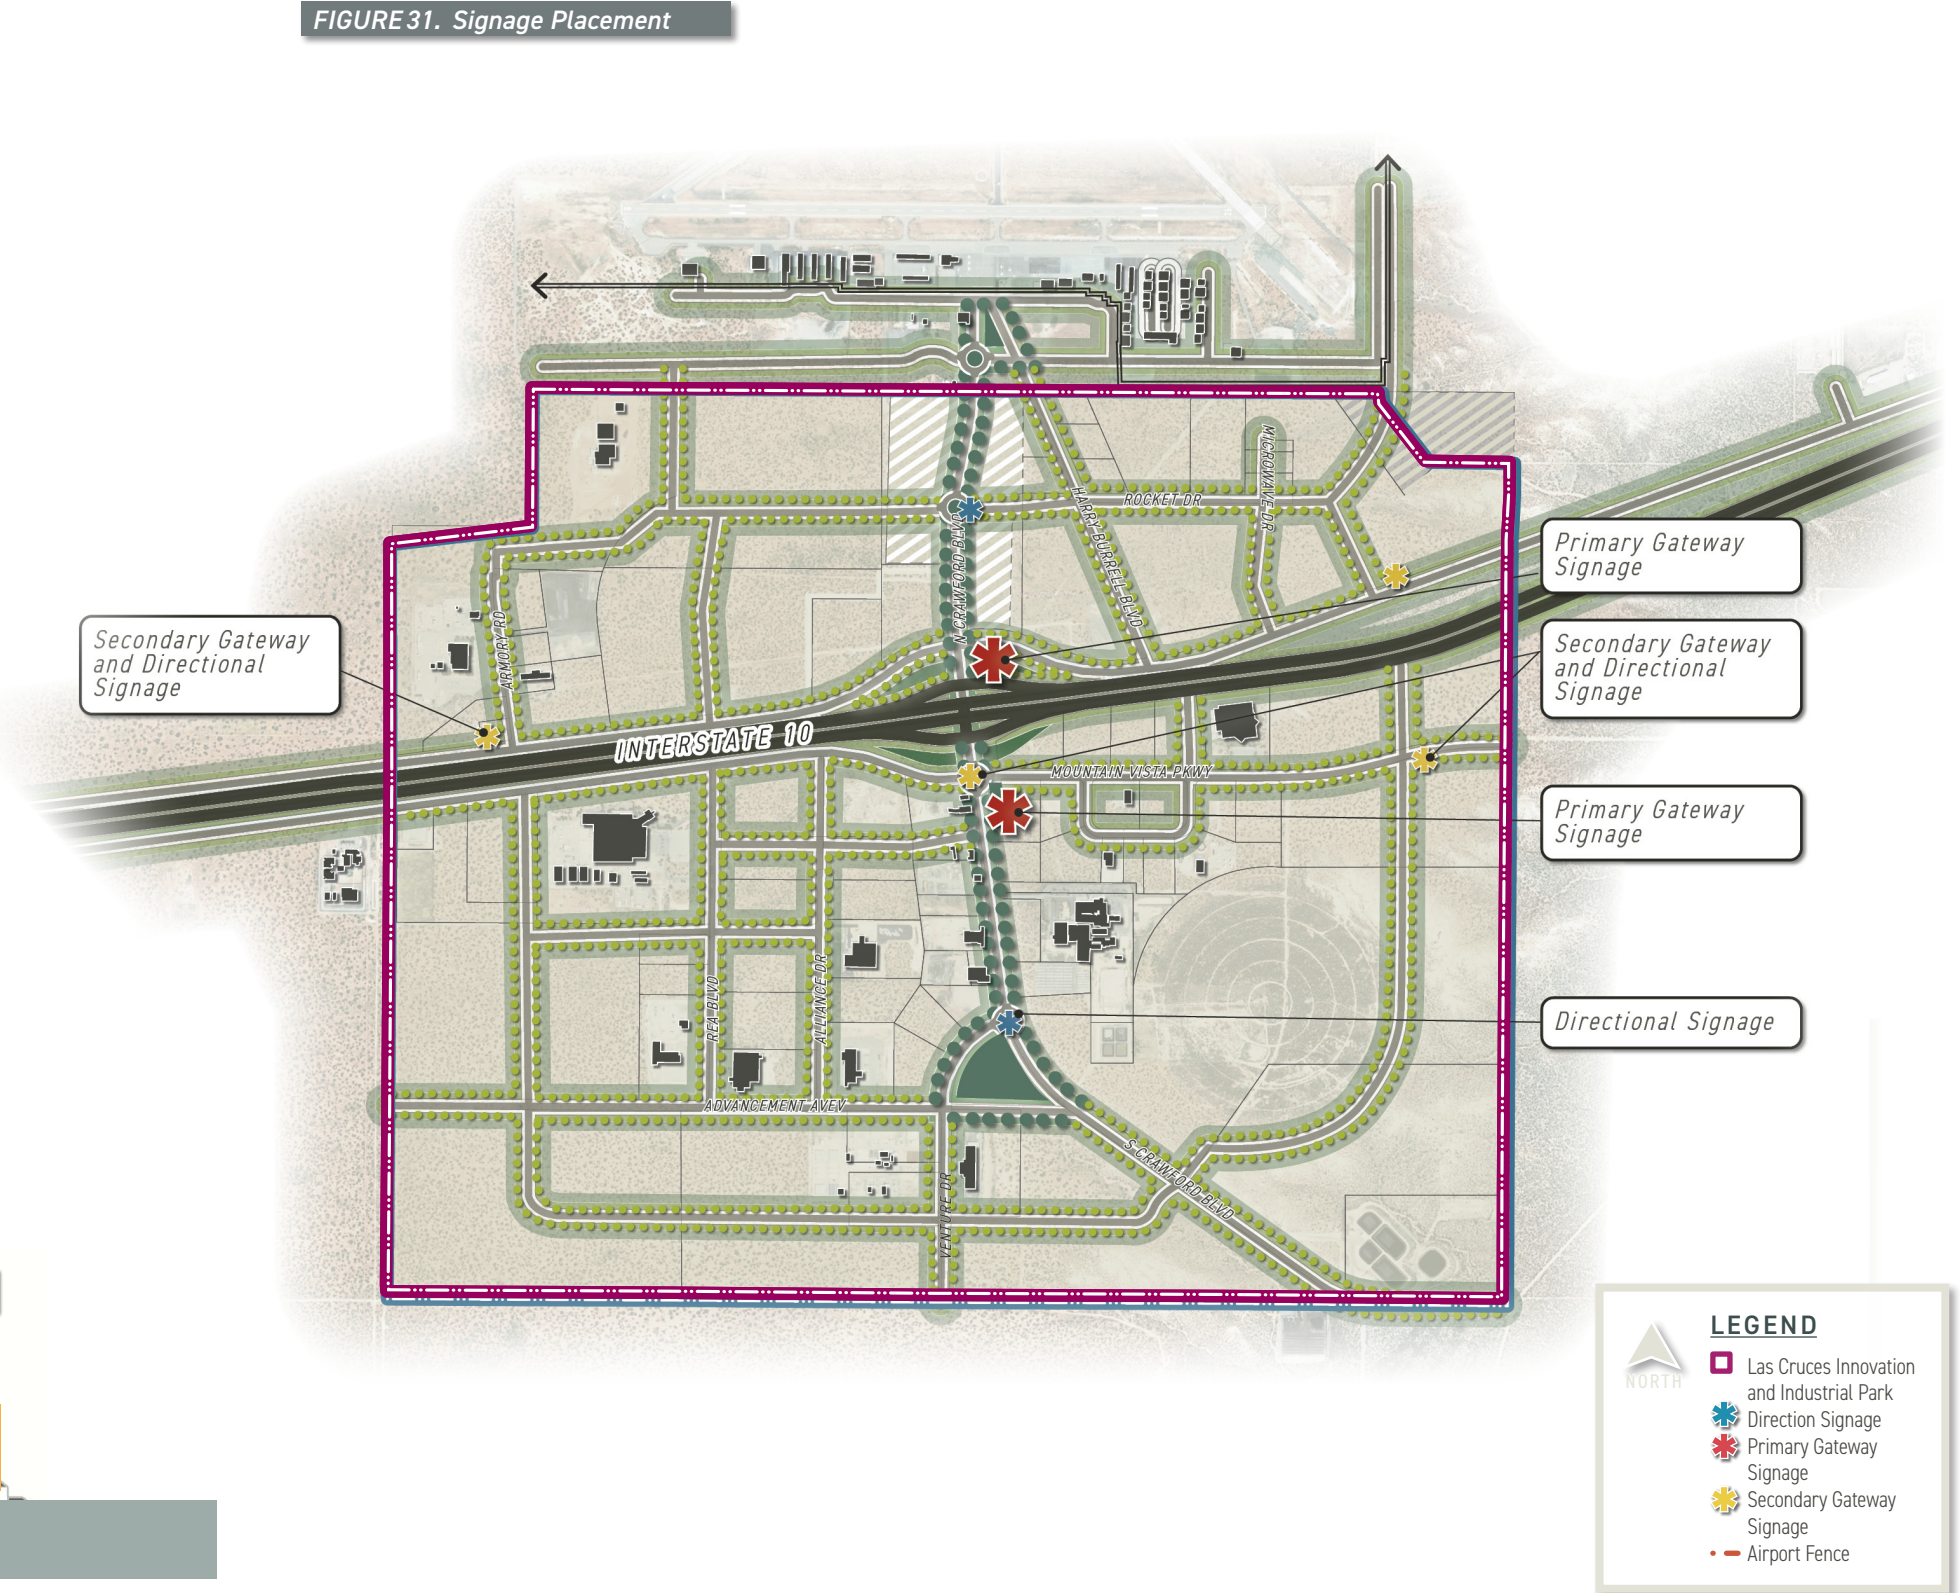 FIGURE 31. Signage Placement
MICROWAVE DR
ROCKET DR
HARRY BURRELL BLVD
N CRAWFORD BLVD
Primary Gateway
Signage
Secondary Gateway
and Directional
Signage
ARMORY RD
Secondary Gateway
and Directional
Signage
INTERSTATE 10
MOUNTAIN VISTA PKWY
Primary Gateway
Signage
REA BLVD
ALLIANCE DR
Directional Signage
ADVANCEMENT AVEV
S CRAWFORD BLVD
VENTURE DR
LEGEND
NORTH
Las Cruces Innovation
and Industrial Park
Direction Signage
Primary Gateway
Signage
Secondary Gateway
Signage
Airport Fence